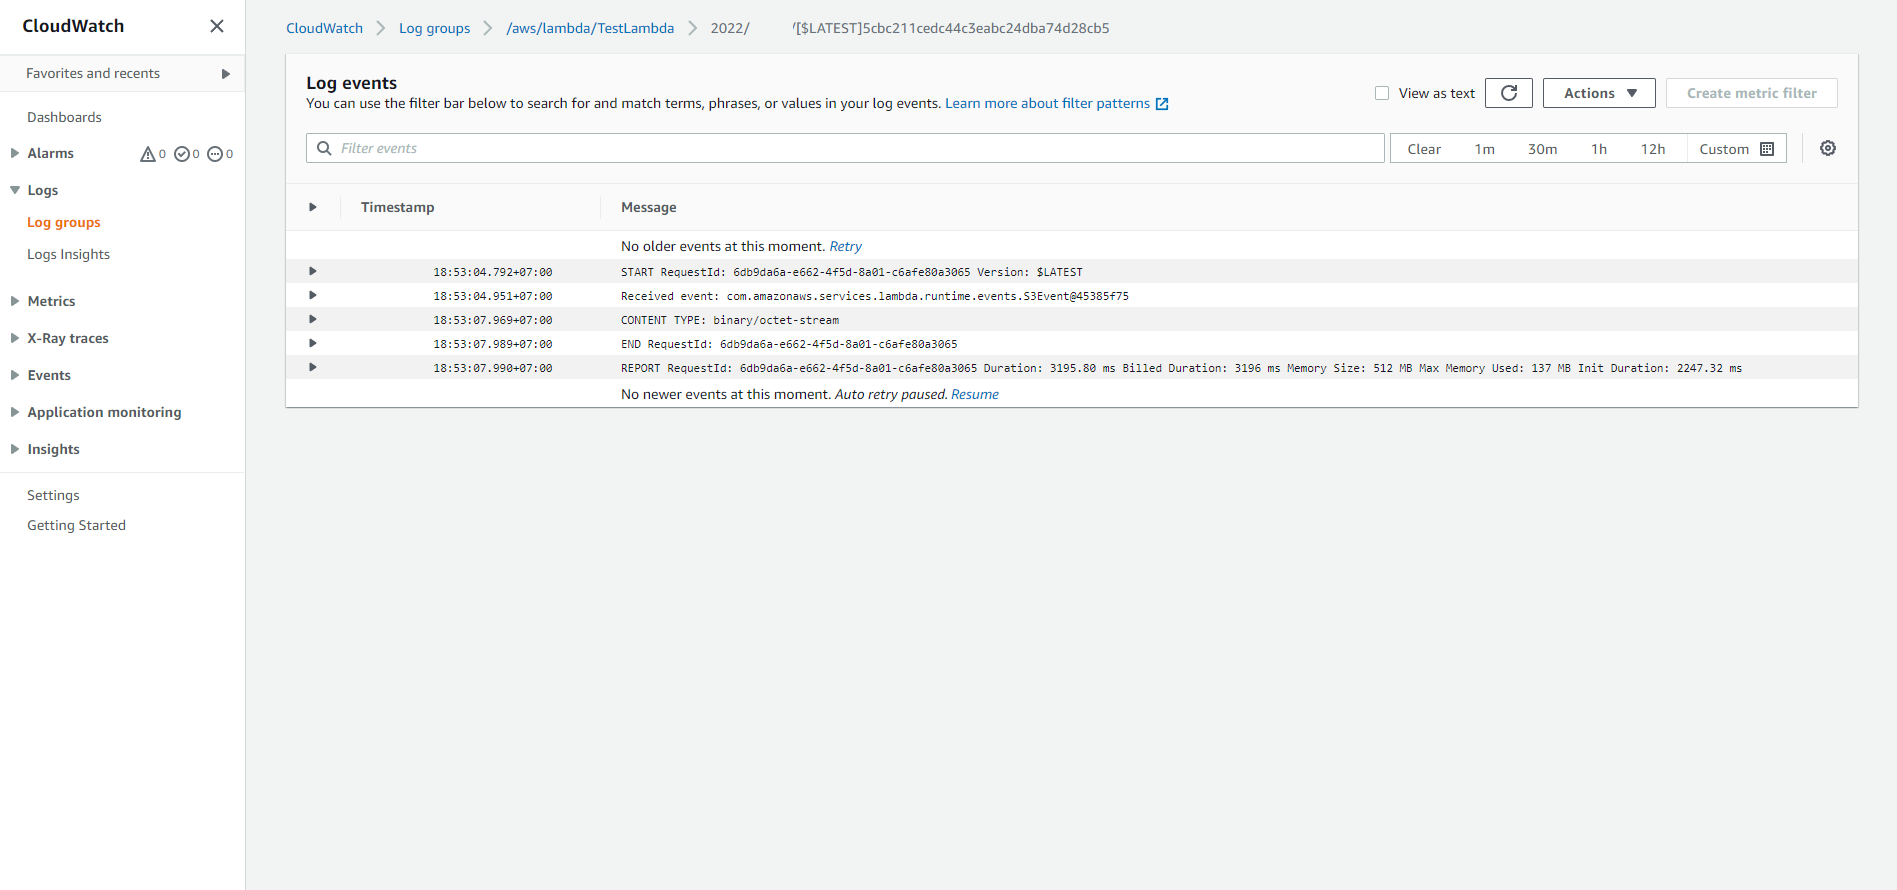 CloudWatch
Favorites and recents
Dashboards
Alarms 0 0 0
Logs
Log groups
Logs Insights
Metrics
X-Ray traces
Events
Application monitoring
Insights
Settings
Getting Started
CloudWatch Log groups /aws/lambda/TestLambda 2022/ /[$LATEST]5cbc211cedc44c3eabc24dba74d28cb5
Log events
You can use the filter bar below to search for and match terms, phrases, or values in your log events. Learn more about filter patterns
View as text Actions Create metric filter
Filter events Clear 1m 30m 1h 12h Custom
Timestamp Message
No older events at this moment. Retry
18:53:04.792+07:00 START RequestId: 6db9da6a-e662-4f5d-8a01-c6afe80a3065 Version: $LATEST
18:53:04.951+07:00 Received event: com.amazonaws.services.lambda.runtime.events.S3Event@45385f75
18:53:07.969+07:00 CONTENT TYPE: binary/octet-stream
18:53:07.989+07:00 END RequestId: 6db9da6a-e662-4f5d-8a01-c6afe80a3065
18:53:07.990+07:00 REPORT RequestId: 6db9da6a-e662-4f5d-8a01-c6afe80a3065 Duration: 3195.80 ms Billed Duration: 3196 ms Memory Size: 512 MB Max Memory Used: 137 MB Init Duration: 2247.32 ms
No newer events at this moment. Auto retry paused. Resume